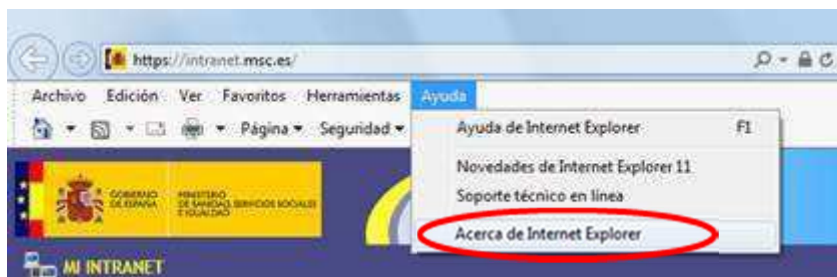 https://intranet.msc.es/
Archivo Edición Ver Favoritos Herramientas Ayuda
Página Seguridad
Ayuda de Internet Explorer F1
Novedades de Internet Explorer 11
Soporte técnico en línea
Acerca de Internet Explorer
GOBIERNO DE ESPAÑA
MINISTERIO
DE SANIDAD, SERVICIOS SOCIALES
E IGUALDAD
MI INTRANET